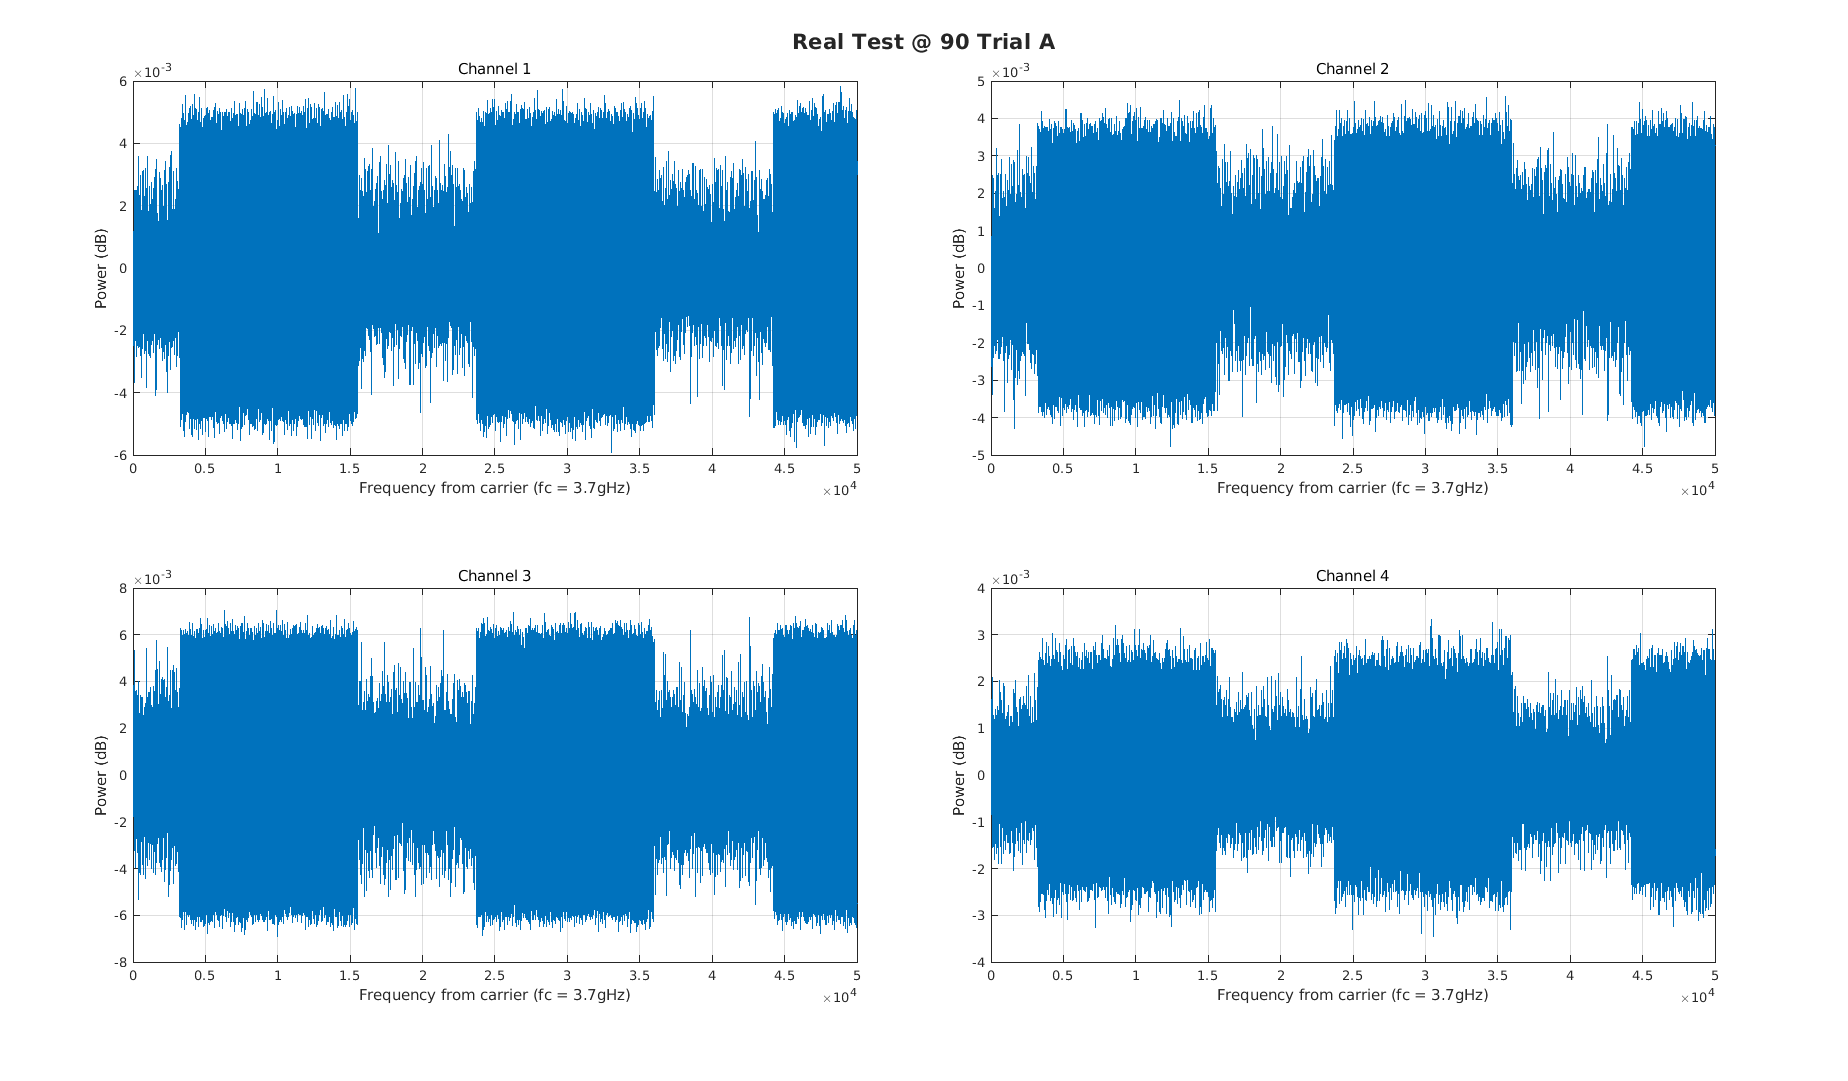 Real Test @ 90 Trial A
Channel 1
×10-3
6
4
2
0
-2
-4
-6
Power (dB)
0 0.5 1 1.5 2 2.5 3 3.5 4 4.5 5
Frequency from carrier (fc = 3.7gHz)
×104
Channel 2
×10-3
5
4
3
2
1
0
-1
-2
-3
-4
-5
Power (dB)
0 0.5 1 1.5 2 2.5 3 3.5 4 4.5 5
Frequency from carrier (fc = 3.7gHz)
×104
Channel 3
×10-3
8
6
4
2
0
-2
-4
-6
-8
Power (dB)
0 0.5 1 1.5 2 2.5 3 3.5 4 4.5 5
Frequency from carrier (fc = 3.7gHz)
×104
Channel 4
×10-3
4
3
2
1
0
-1
-2
-3
-4
Power (dB)
0 0.5 1 1.5 2 2.5 3 3.5 4 4.5 5
Frequency from carrier (fc = 3.7gHz)
×104